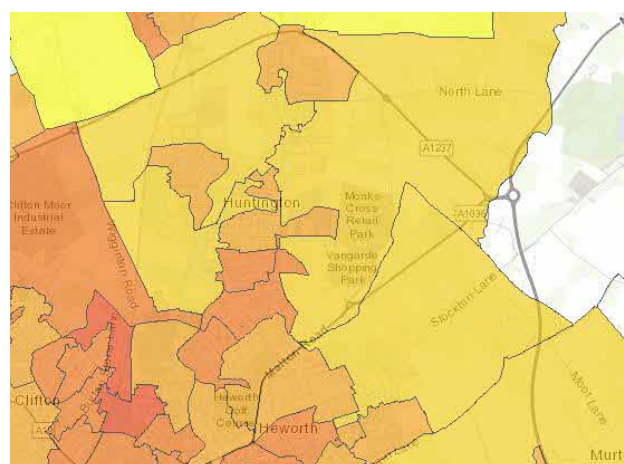 North Lane
A1237
A1036
Huntington
Monks
Cross
Retail
Park
Clifton Moor
Industrial
Estate
Wigginton Road
Vangarde
Shopping
Park
Stockton Lane
Malton Road
Moor Lane
Clifton
Heworth
Golf
Course
Heworth
Murt